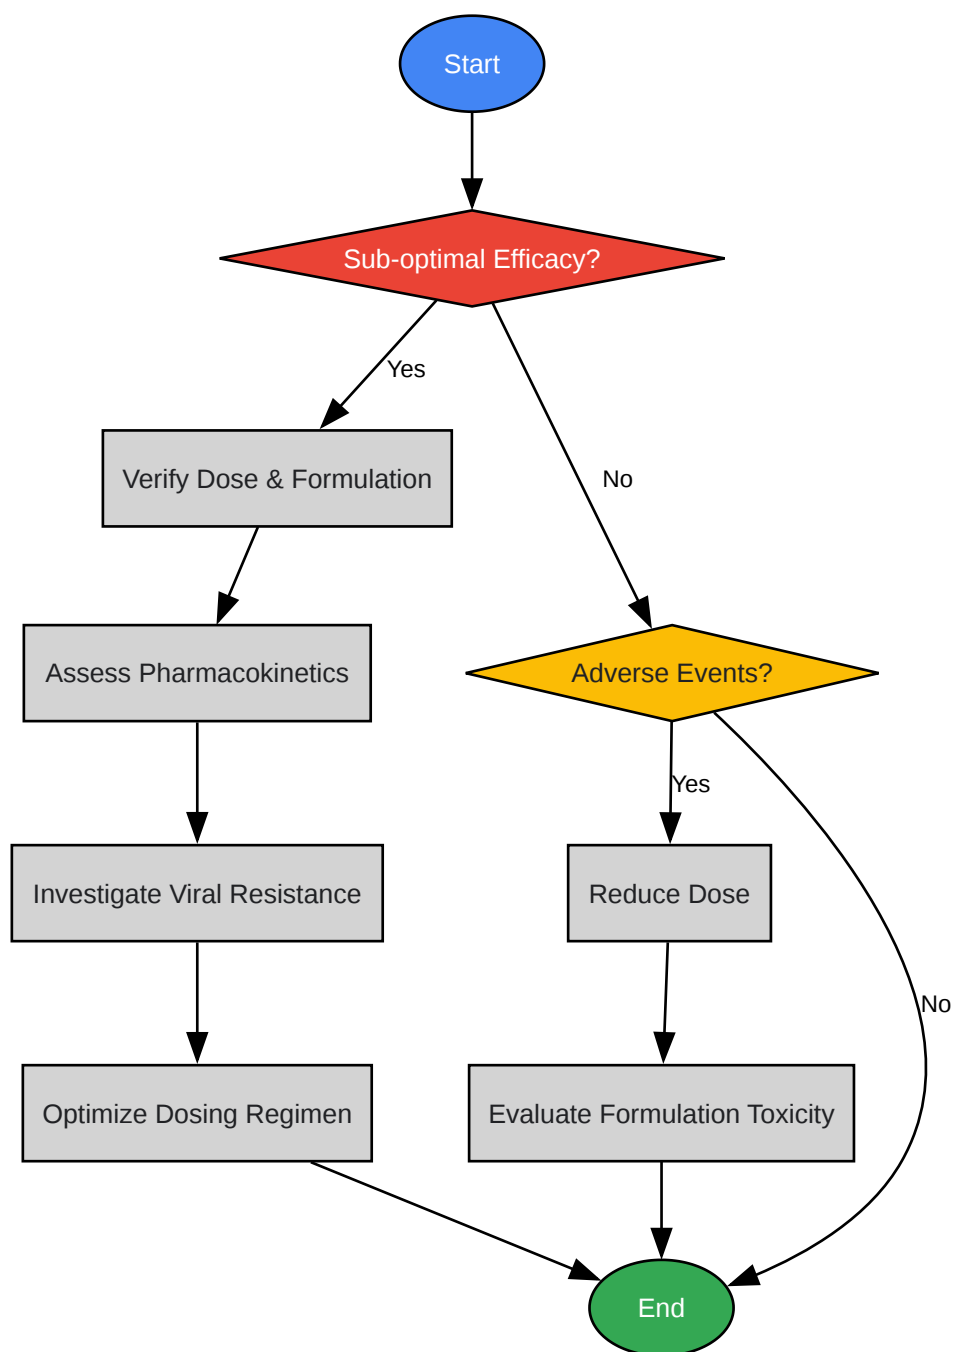 Start
Sub-optimal Efficacy?
Yes
Verify Dose & Formulation
No
Assess Pharmacokinetics
Adverse Events?
Yes
Investigate Viral Resistance
Reduce Dose
No
Optimize Dosing Regimen
Evaluate Formulation Toxicity
End